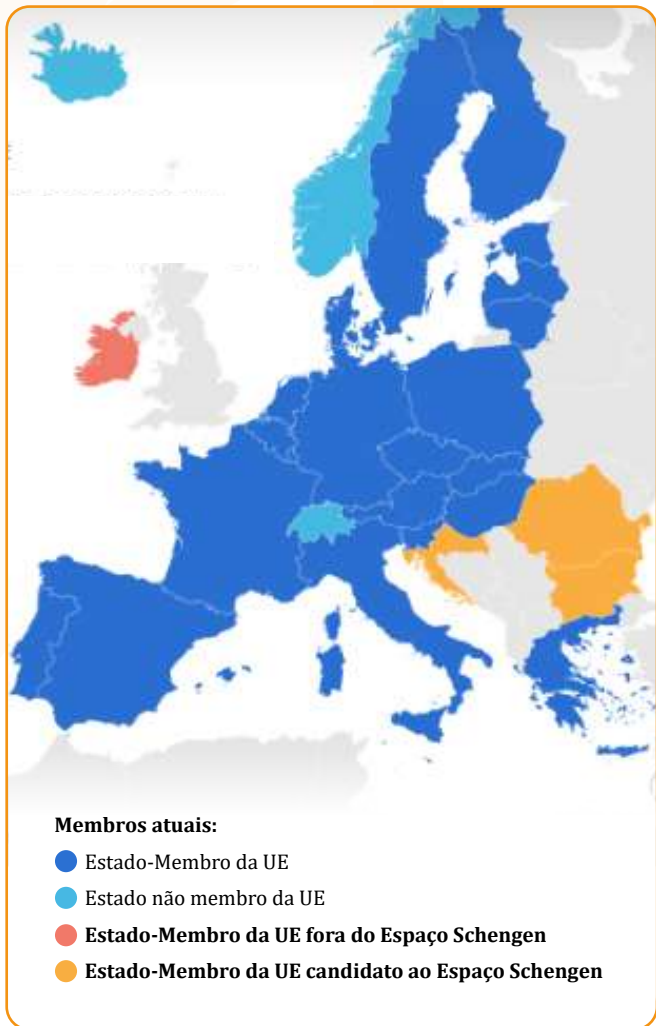 Membros atuais:
Estado-Membro da UE
Estado não membro da UE
Estado-Membro da UE fora do Espaço Schengen
Estado-Membro da UE candidato ao Espaço Schengen